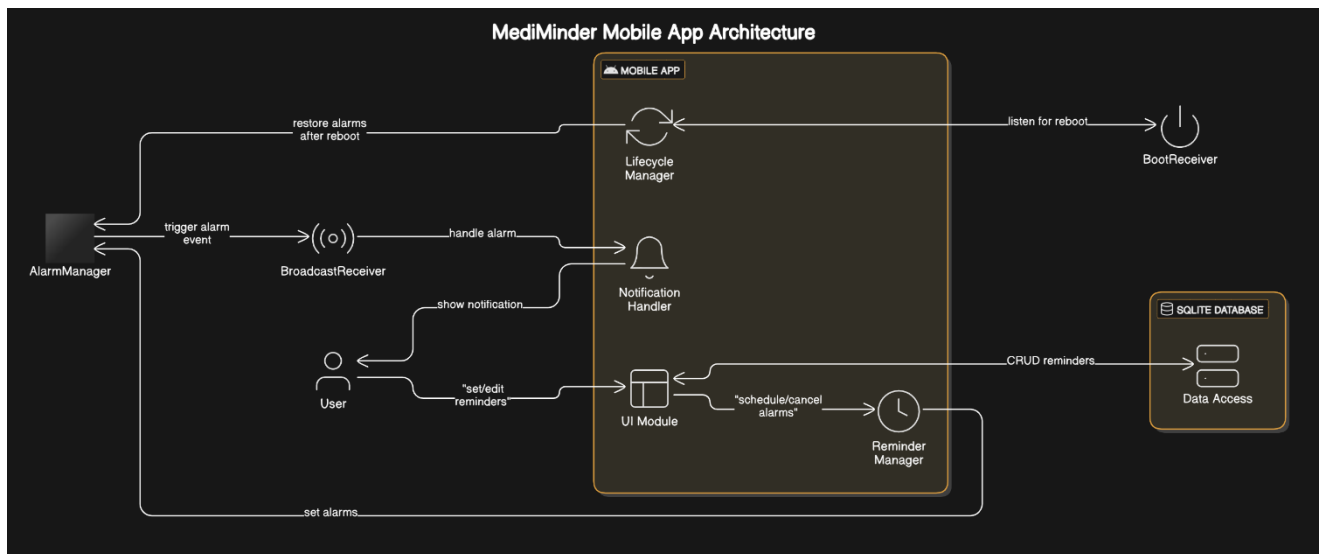 MediMinder Mobile App Architecture
MOBILE APP
restore alarms
after reboot
Lifecycle
Manager
listen for reboot
BootReceiver
trigger alarm
event
handle alarm
AlarmManager
BroadcastReceiver
Notification
Handler
show notification
SQLITE DATABASE
CRUD reminders
Data Access
User
"set/edit
reminders"
UI Module
"schedule/cancel
alarms"
Reminder
Manager
set alarms